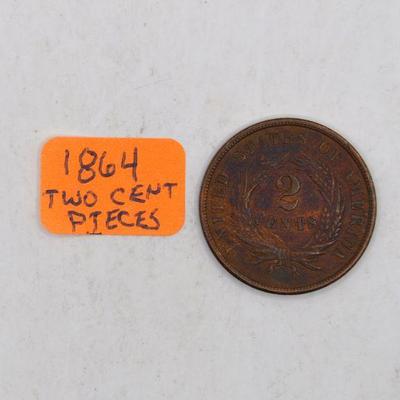 1864
TWO CENT
PIECES
UNITED STATES OF AMERICA
2
CENTS